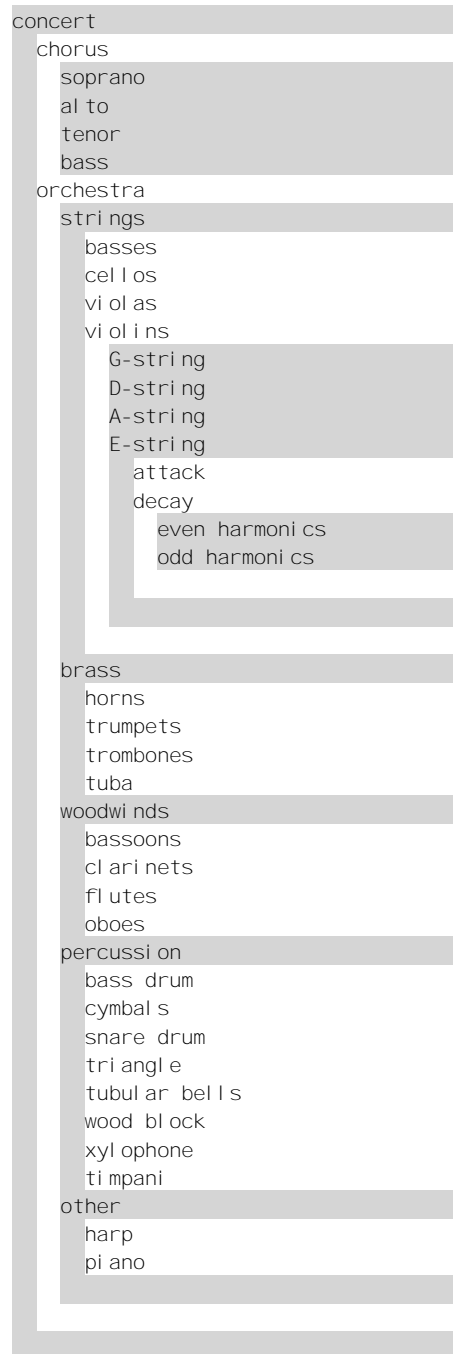 concert
chorus
soprano
alto
tenor
bass
orchestra
strings
basses
cellos
violas
violins
G-string
D-string
A-string
E-string
attack
decay
even harmonics
odd harmonics
brass
horns
trumpets
trombones
tuba
woodwinds
bassoons
clarinets
flutes
oboes
percussion
bass drum
cymbals
snare drum
triangle
tubular bells
wood block
xylophone
timpani
other
harp
piano